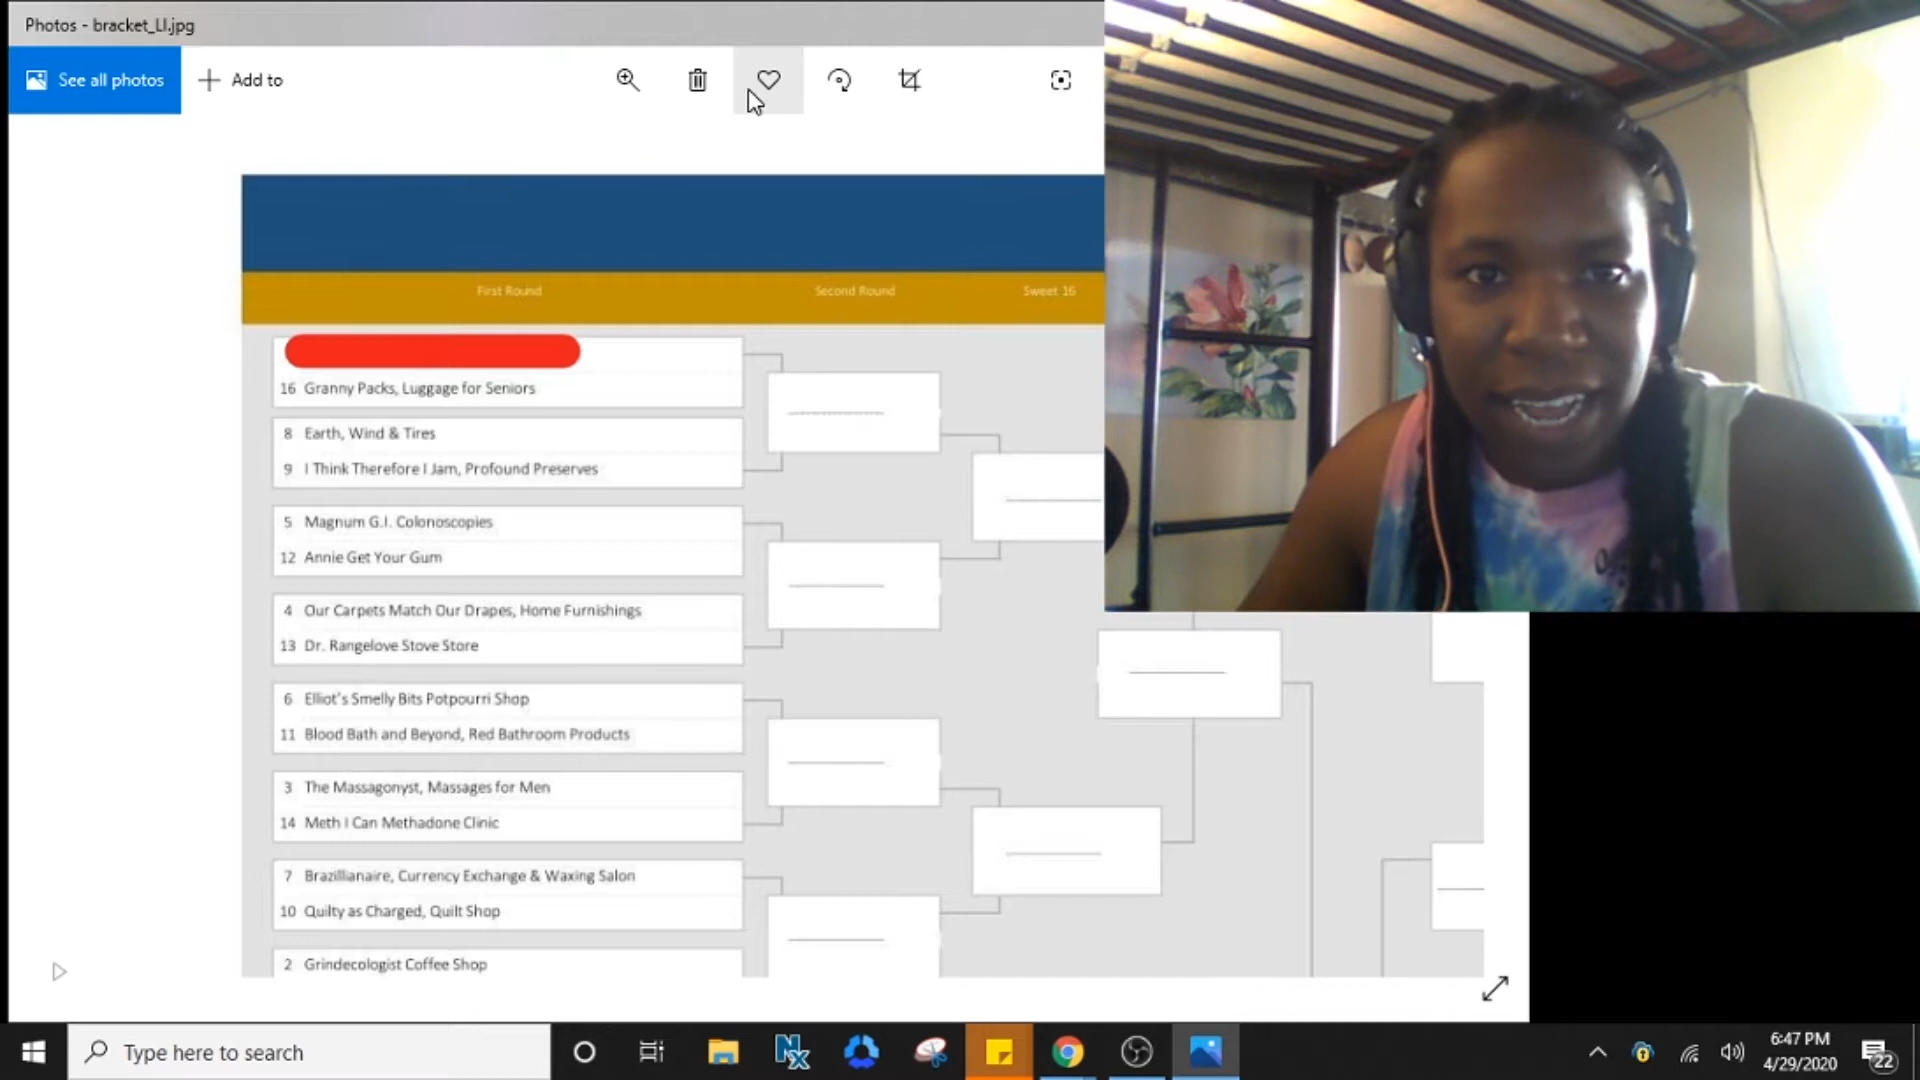 Photos - bracket_LI.jpg
See all photos
Add to
First Round
Second Round
Sweet 16
16 Granny Packs, Luggage for Seniors
8 Earth, Wind & Tires
9 I Think Therefore I Jam, Profound Preserves
5 Magnum G.I. Colonoscopies
12 Annie Get Your Gum
4 Our Carpets Match Our Drapes, Home Furnishings
13 Dr. Rangelove Stove Store
6 Elliot's Smelly Bits Potpourri Shop
11 Blood Bath and Beyond, Red Bathroom Products
3 The Massagonyst, Massages for Men
14 Meth I Can Methadone Clinic
7 Brazillianaire, Currency Exchange & Waxing Salon
10 Quilty as Charged, Quilt Shop
2 Grindecologist Coffee Shop
Type here to search
Nx
6:47 PM
4/29/2020
22